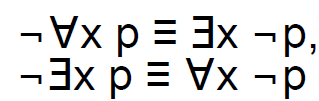 ¬∀x p ≡ ∃x ¬p,
¬∃x p ≡ ∀x ¬p